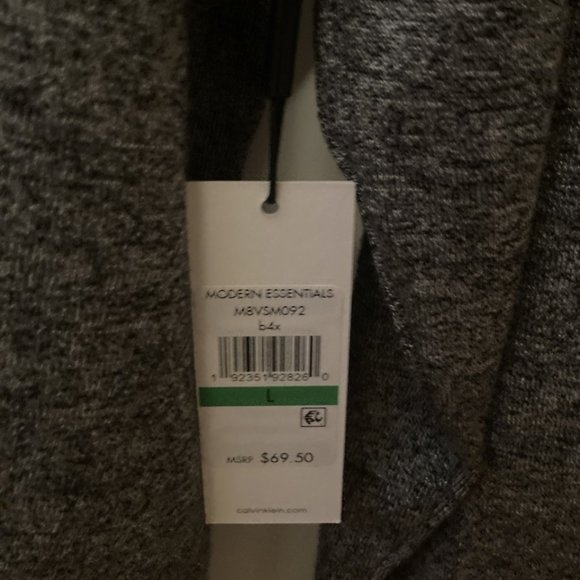 MODERN ESSENTIALS
M8VSM092
b4x
1 92351 92826 0
L
MSRP $69.50
calvinklein.com